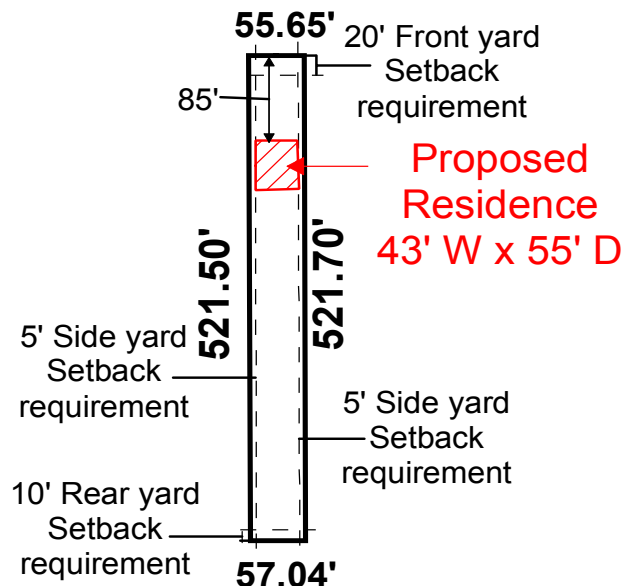 55.65'
20' Front yard
Setback
requirement
85'
Proposed
Residence
43' W x 55' D
521.50'
521.70'
5' Side yard
Setback
requirement
5' Side yard
Setback
requirement
10' Rear yard
Setback
requirement
57.04'